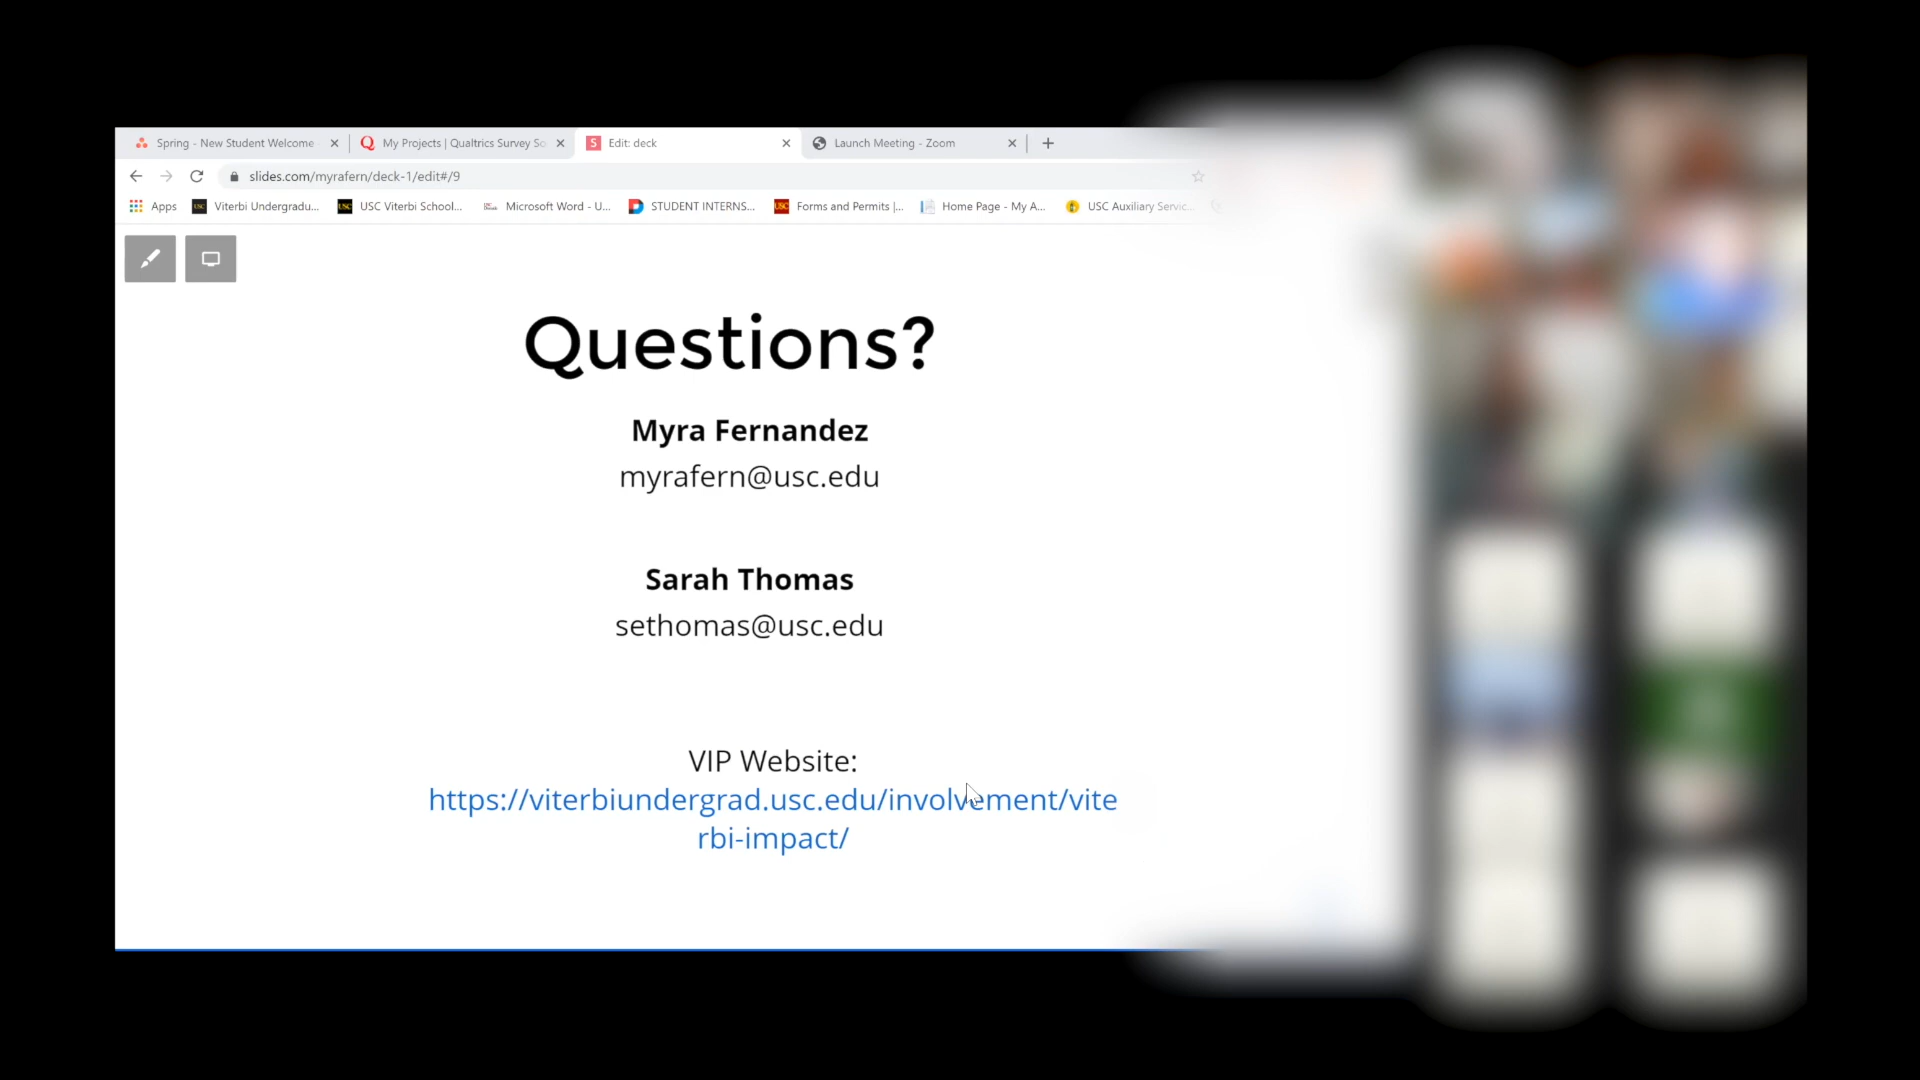 Spring - New Student Welcome
My Projects | Qualtrics Survey So
Edit: deck
Launch Meeting - Zoom
slides.com/myrafern/deck-1/edit#/9
Apps
Viterbi Undergradu...
USC Viterbi School...
Microsoft Word - U...
STUDENT INTERNS...
Forms and Permits |...
Home Page - My A...
USC Auxiliary Servic...
Questions?
Myra Fernandez
myrafern@usc.edu
Sarah Thomas
sethomas@usc.edu
VIP Website:
https://viterbiundergrad.usc.edu/involvement/vite
rbi-impact/